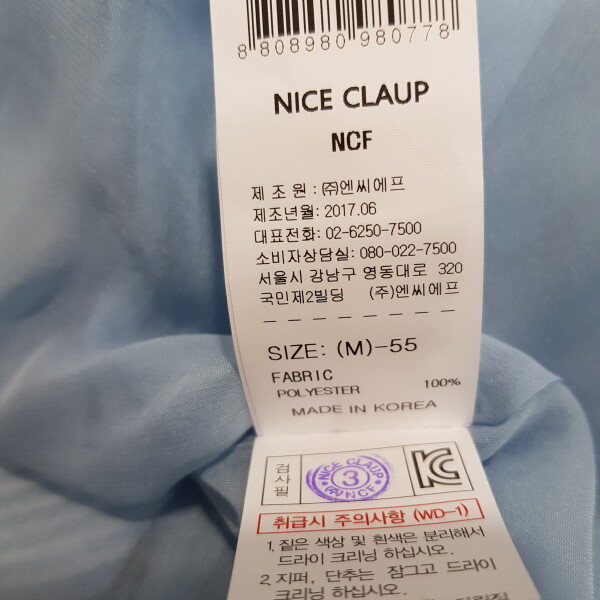 8 808980 980778
NICE CLAUP
NCF
제 조 원 : ㈜엔씨에프
제조년월: 2017.06
대표전화: 02-6250-7500
소비자상담실: 080-022-7500
서울시 강남구 영동대로 320
국민제2빌딩 (주)엔씨에프
SIZE: (M)-55
FABRIC
POLYESTER 100%
MADE IN KOREA
검사필
NICE CLAUP
3
㈜NCF
취급시 주의사항 (WD-1)
1. 짙은 색상 및 흰색은 분리해서
드라이 크리닝 하십시오.
2. 지퍼, 단추는 잠그고 드라이
크리닝 하십시오.